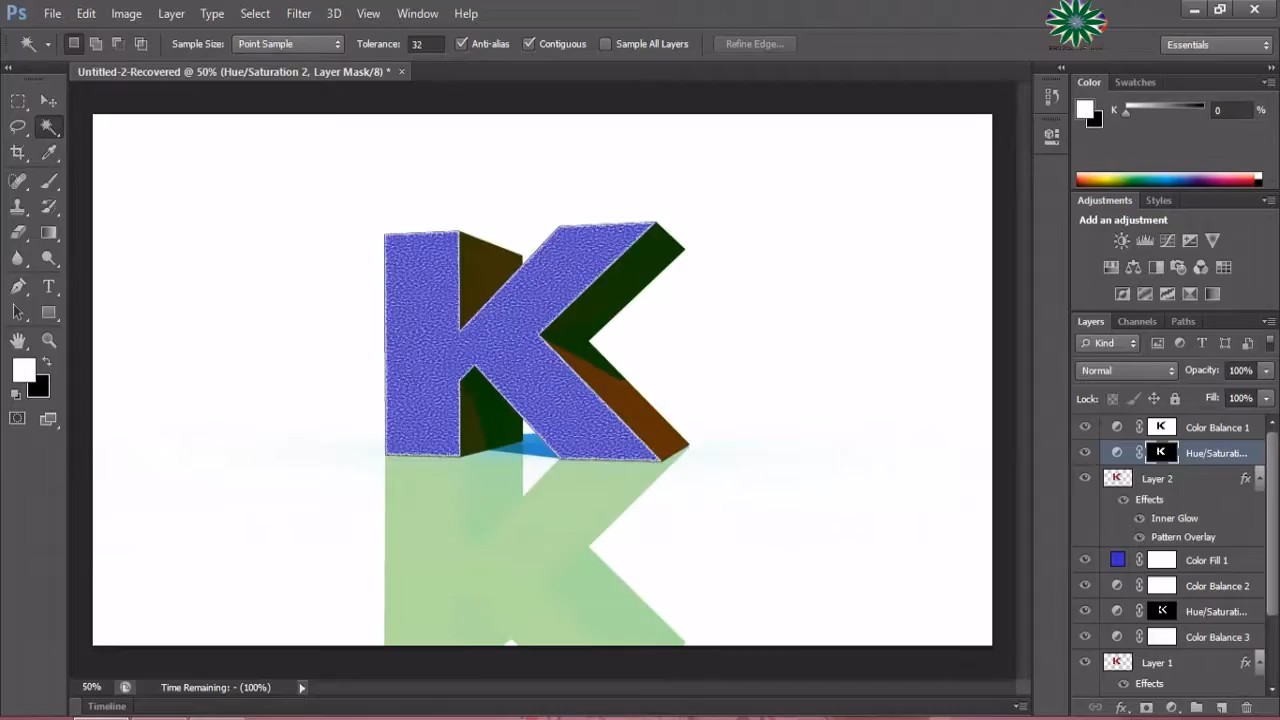 Ps File Edit Image Layer Type Select Filter 3D View Window Help
Sample Size: Point Sample Tolerance: 32 Anti-alias Contiguous Sample All Layers Refine Edge... Essentials
Untitled-2-Recovered @ 50% (Hue/Saturation 2, Layer Mask/8) * ×
Color Swatches
K 0 %
Adjustments Styles
Add an adjustment
Layers Channels Paths
Kind
Normal Opacity: 100%
Lock: Fill: 100%
Color Balance 1
Hue/Saturati...
Layer 2 fx
Effects
Inner Glow
Pattern Overlay
Color Fill 1
Color Balance 2
Hue/Saturati...
Color Balance 3
Layer 1 fx
Effects
K
50% Time Remaining: - (100%)
Timeline